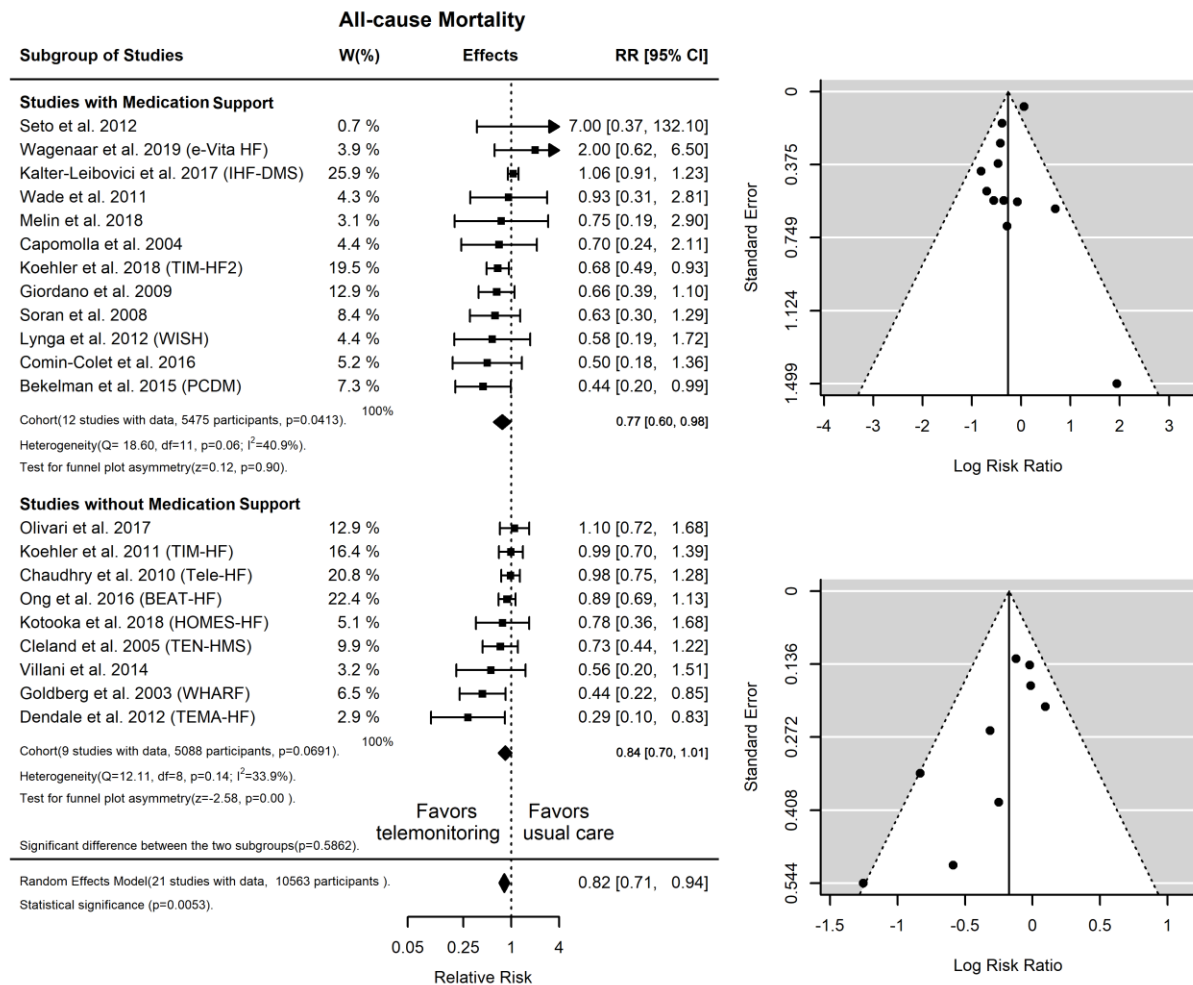 All-cause Mortality
Subgroup of Studies W(%) Effects RR [95% CI]
Studies with Medication Support
Seto et al. 2012 0.7 % 7.00 [0.37, 132.10]
Wagenaar et al. 2019 (e-Vita HF) 3.9 % 2.00 [0.62, 6.50]
Kalter-Leibovici et al. 2017 (IHF-DMS) 25.9 % 1.06 [0.91, 1.23]
Wade et al. 2011 4.3 % 0.93 [0.31, 2.81]
Melin et al. 2018 3.1 % 0.75 [0.19, 2.90]
Capomolla et al. 2004 4.4 % 0.70 [0.24, 2.11]
Koehler et al. 2018 (TIM-HF2) 19.5 % 0.68 [0.49, 0.93]
Giordano et al. 2009 12.9 % 0.66 [0.39, 1.10]
Soran et al. 2008 8.4 % 0.63 [0.30, 1.29]
Lynga et al. 2012 (WISH) 4.4 % 0.58 [0.19, 1.72]
Comin-Colet et al. 2016 5.2 % 0.50 [0.18, 1.36]
Bekelman et al. 2015 (PCDM) 7.3 % 0.44 [0.20, 0.99]
Cohort(12 studies with data, 5475 participants, p=0.0413). 100% 0.77 [0.60, 0.98]
Heterogeneity(Q= 18.60, df=11, p=0.06; I²=40.9%).
Test for funnel plot asymmetry(z=0.12, p=0.90).
Studies without Medication Support
Olivari et al. 2017 12.9 % 1.10 [0.72, 1.68]
Koehler et al. 2011 (TIM-HF) 16.4 % 0.99 [0.70, 1.39]
Chaudhry et al. 2010 (Tele-HF) 20.8 % 0.98 [0.75, 1.28]
Ong et al. 2016 (BEAT-HF) 22.4 % 0.89 [0.69, 1.13]
Kotooka et al. 2018 (HOMES-HF) 5.1 % 0.78 [0.36, 1.68]
Cleland et al. 2005 (TEN-HMS) 9.9 % 0.73 [0.44, 1.22]
Villani et al. 2014 3.2 % 0.56 [0.20, 1.51]
Goldberg et al. 2003 (WHARF) 6.5 % 0.44 [0.22, 0.85]
Dendale et al. 2012 (TEMA-HF) 2.9 % 0.29 [0.10, 0.83]
Cohort(9 studies with data, 5088 participants, p=0.0691). 100% 0.84 [0.70, 1.01]
Heterogeneity(Q=12.11, df=8, p=0.14; I²=33.9%).
Test for funnel plot asymmetry(z=-2.58, p=0.00 ).
Favors Favors
telemonitoring usual care
Significant difference between the two subgroups(p=0.5862).
Random Effects Model(21 studies with data, 10563 participants ). 0.82 [0.71, 0.94]
Statistical significance (p=0.0053).
0.05 0.25 1 4
Relative Risk
Standard Error
0
0.375
0.749
1.124
1.499
-4 -3 -2 -1 0 1 2 3
Log Risk Ratio
Standard Error
0
0.136
0.272
0.408
0.544
-1.5 -1 -0.5 0 0.5 1
Log Risk Ratio